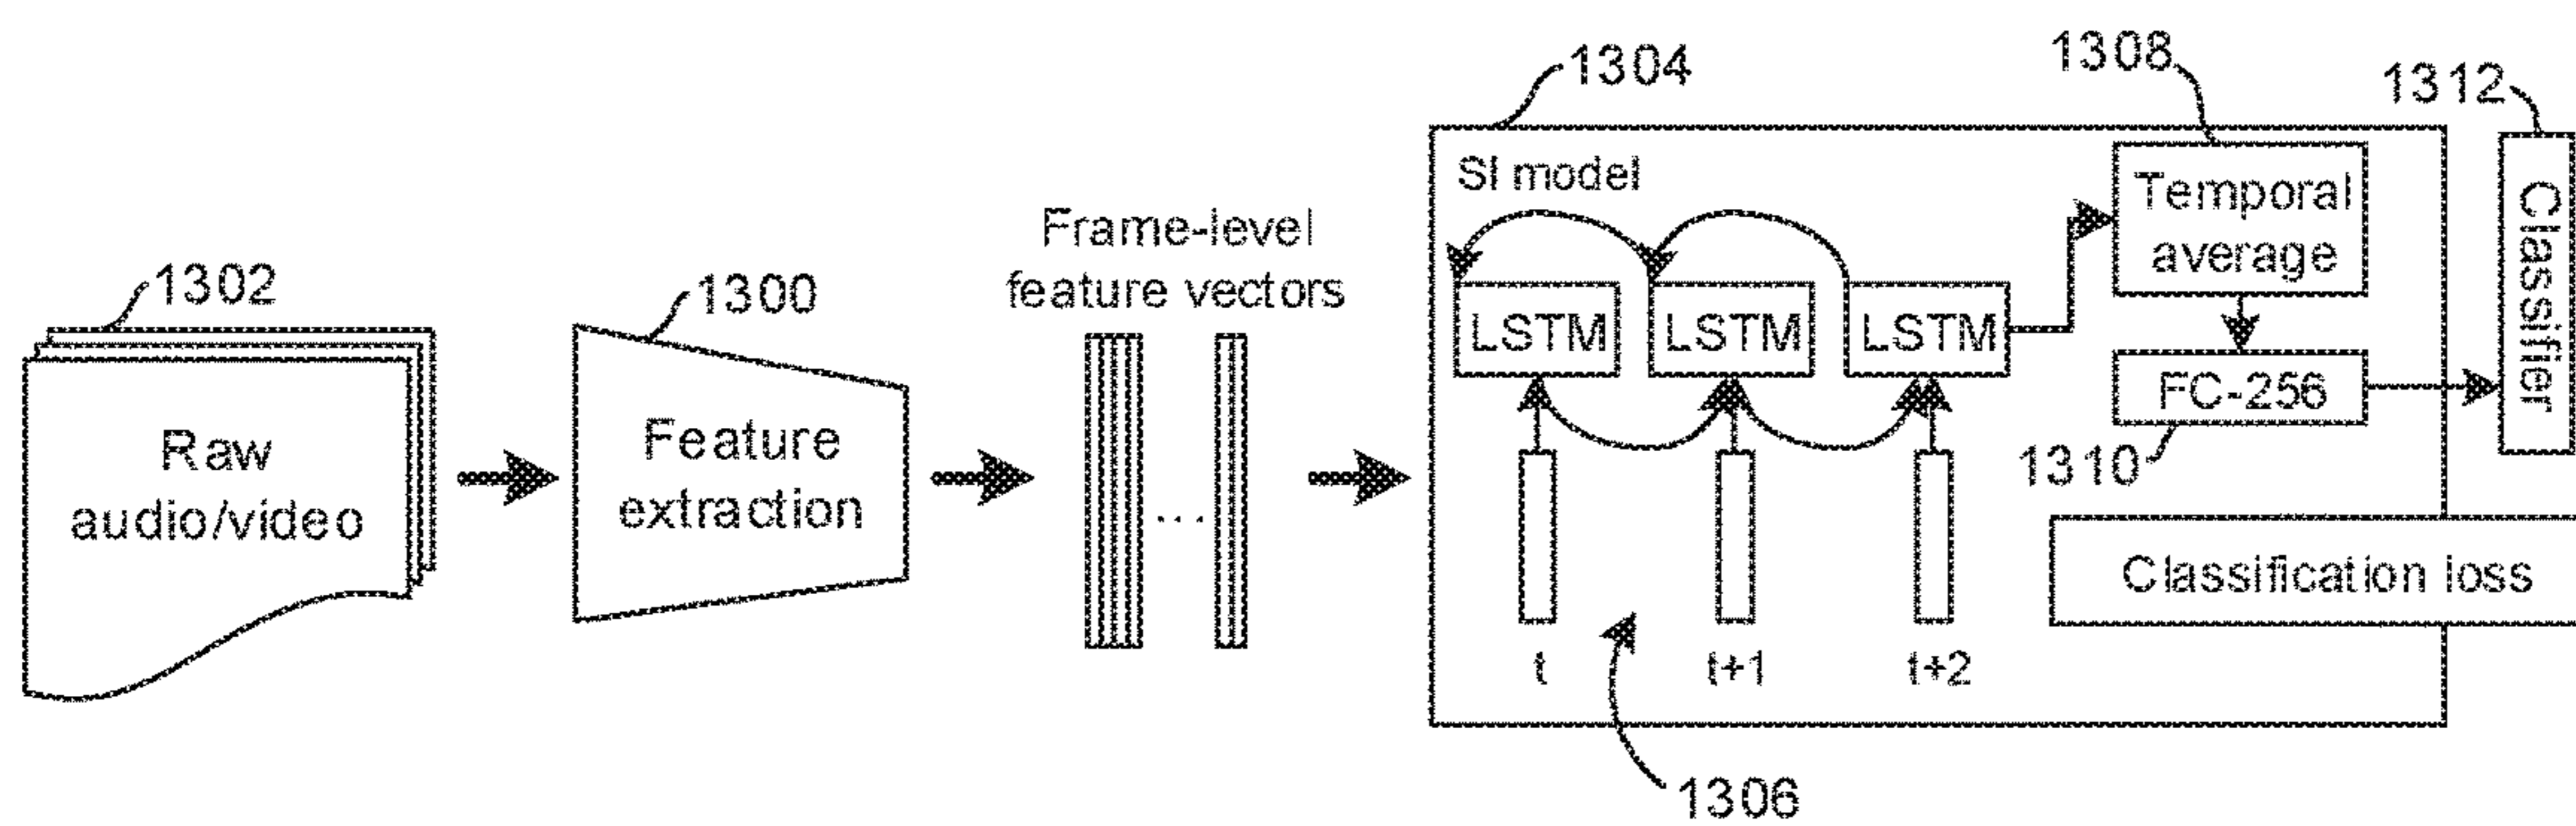 1302
Raw
audio/video
1300
Feature
extraction
Frame-level
feature vectors
...
1304
SI model
LSTM
LSTM
LSTM
t
t+1
t+2
1306
1308
Temporal
average
FC-256
1310
1312
Classifier
Classification loss